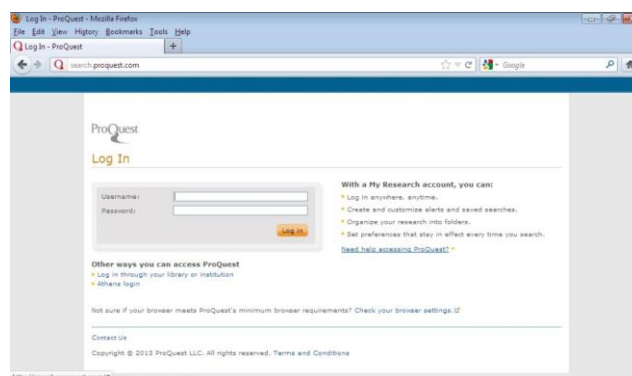 Log In - ProQuest - Mozilla Firefox
File Edit View History Bookmarks Tools Help
Log In - ProQuest +
search.proquest.com Google
ProQuest
Log In
Username:
Password:
Log in
Other ways you can access ProQuest
Log in through your library or institution
Athens login
With a My Research account, you can:
Log in anywhere, anytime.
Create and customize alerts and saved searches.
Organize your research into folders.
Set preferences that stay in effect every time you search.
Need help accessing ProQuest?
Not sure if your browser meets ProQuest's minimum browser requirements? Check your browser settings.
Contact Us
Copyright © 2013 ProQuest LLC. All rights reserved. Terms and Conditions